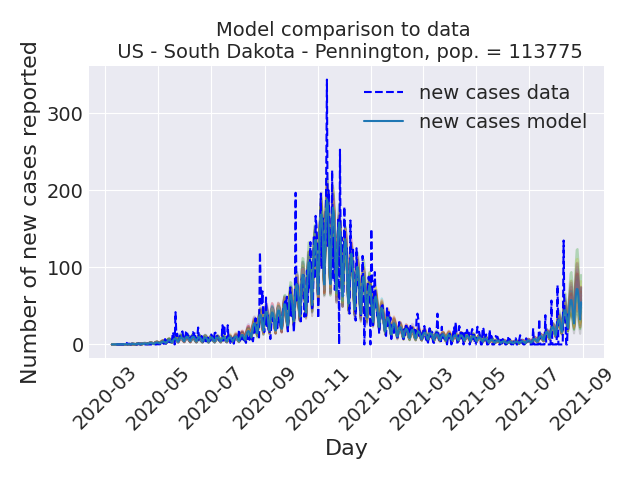 Model comparison to data
US - South Dakota - Pennington, pop. = 113775
Number of new cases reported
300
200
100
0
new cases data
new cases model
2020-03
2020-05
2020-07
2020-09
2020-11
2021-01
2021-03
2021-05
2021-07
2021-09
Day